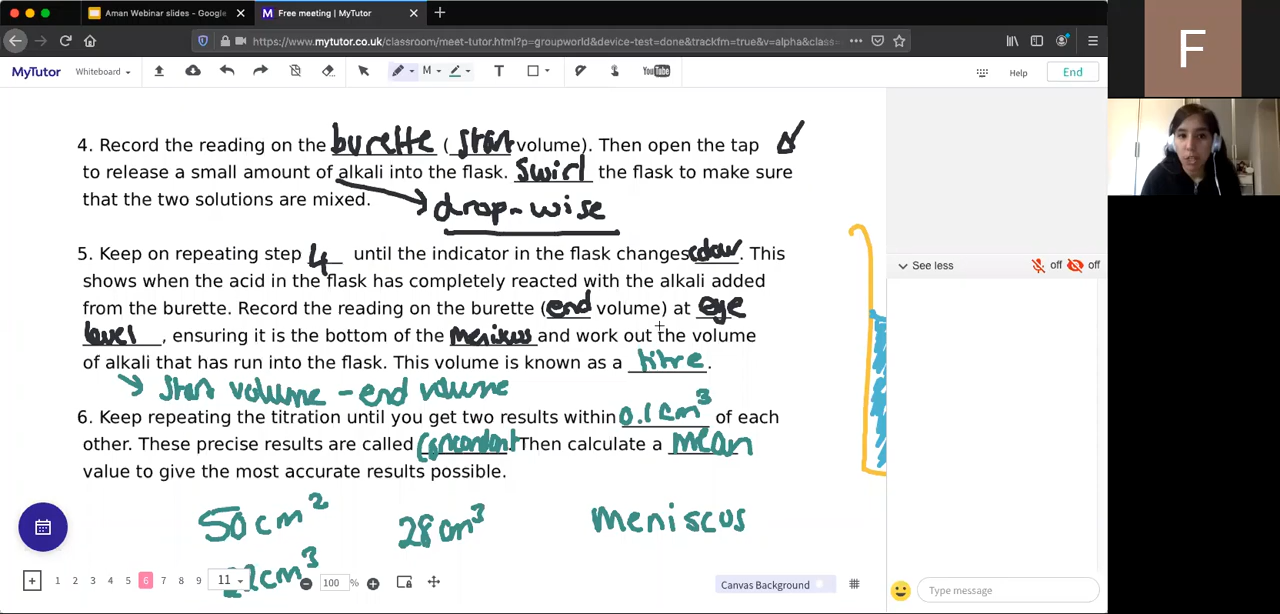 Aman Webinar slides - Google
Free meeting | MyTutor
https://www.mytutor.co.uk/classroom/meet-tutor.html?p=groupworld&device-test=done&trackfm=true&v=alpha&class=
MyTutor Whiteboard M T YouTube Help End
F
4. Record the reading on the burette (start volume). Then open the tap
to release a small amount of alkali into the flask. Swirl the flask to make sure
that the two solutions are mixed. drop-wise
5. Keep on repeating step 4 until the indicator in the flask changes colour. This
shows when the acid in the flask has completely reacted with the alkali added
from the burette. Record the reading on the burette (end volume) at eye
level, ensuring it is the bottom of the meniscus and work out the volume
of alkali that has run into the flask. This volume is known as a titre.
start volume - end volume
6. Keep repeating the titration until you get two results within 0.1cm³ of each
other. These precise results are called concordant. Then calculate a mean
value to give the most accurate results possible.
50cm² 28cm³ meniscus
cm³
See less off off
1 2 3 4 5 6 7 8 9 11 100 %
Canvas Background
Type message